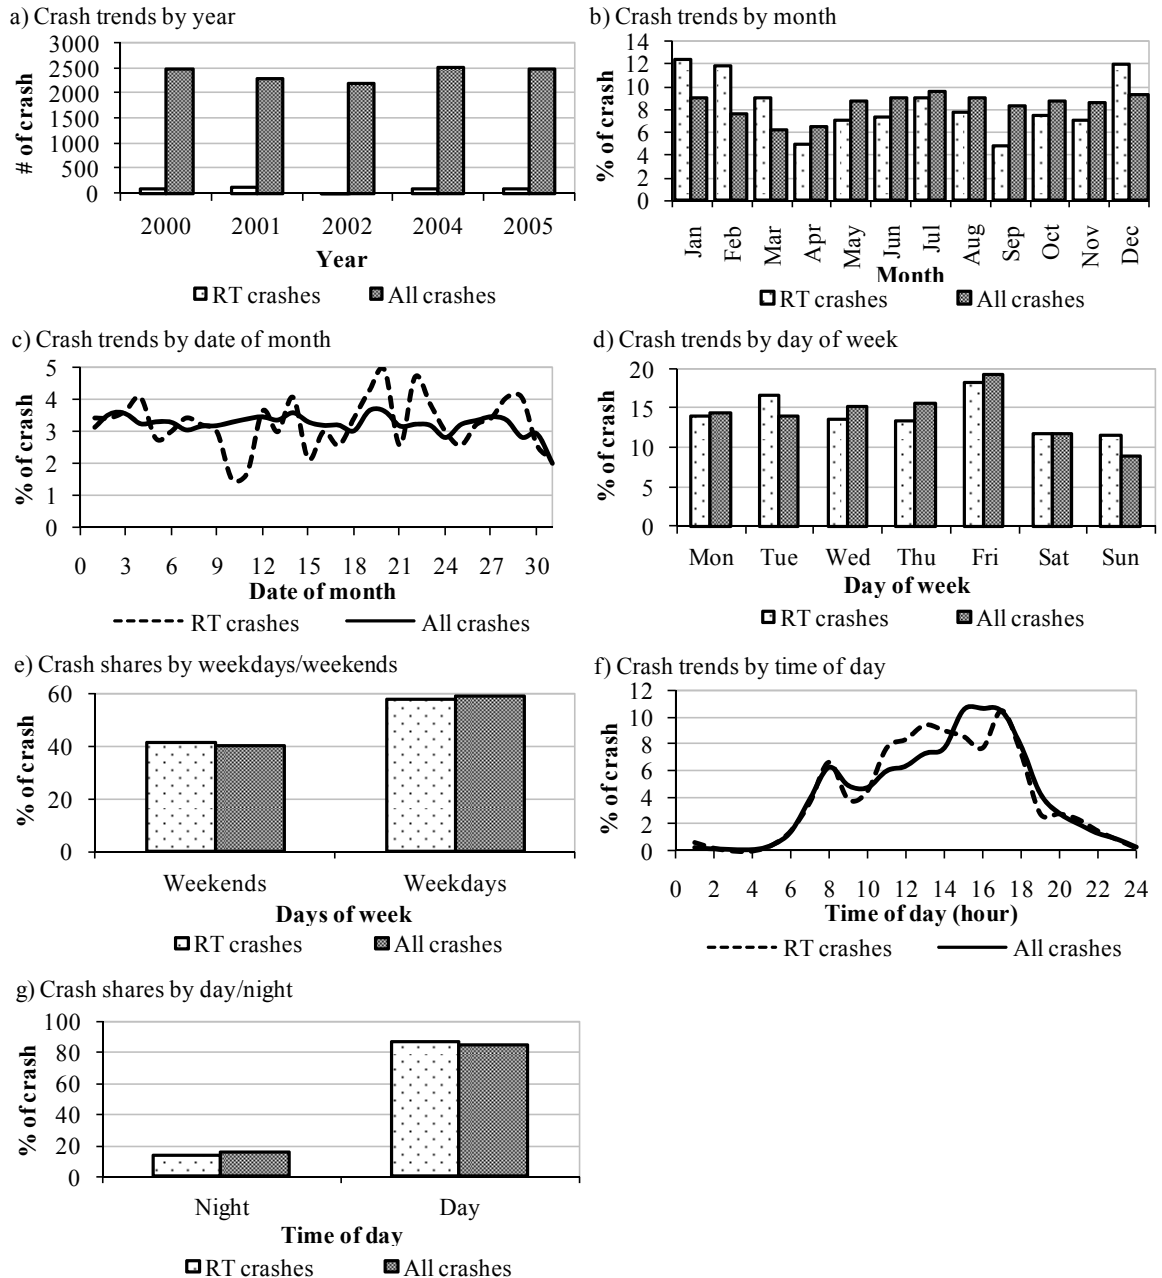 a) Crash trends by year
3000
2500
2000
1500
1000
500
0
# of crash
2000 2001 2002 2004 2005
Year
RT crashes All crashes
b) Crash trends by month
14
12
10
8
6
4
2
0
% of crash
Jan Feb Mar Apr May Jun Jul Aug Sep Oct Nov Dec
Month
RT crashes All crashes
c) Crash trends by date of month
5
4
3
2
1
0
% of crash
0 3 6 9 12 15 18 21 24 27 30
Date of month
RT crashes All crashes
d) Crash trends by day of week
20
15
10
5
0
% of crash
Mon Tue Wed Thu Fri Sat Sun
Day of week
RT crashes All crashes
e) Crash shares by weekdays/weekends
60
40
20
0
% of crash
Weekends Weekdays
Days of week
RT crashes All crashes
f) Crash trends by time of day
12
10
8
6
4
2
0
% of crash
0 2 4 6 8 10 12 14 16 18 20 22 24
Time of day (hour)
RT crashes All crashes
g) Crash shares by day/night
100
80
60
40
20
0
% of crash
Night Day
Time of day
RT crashes All crashes